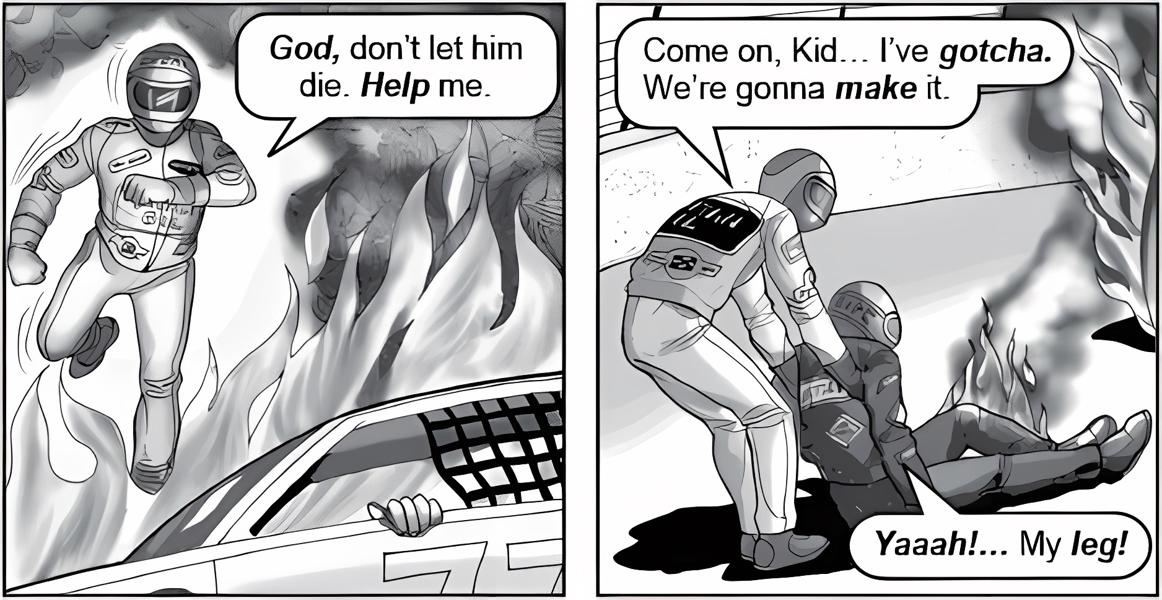 God, don't let him
die. Help me.
Come on, Kid... I've gotcha.
We're gonna make it.
77
Yaaah!... My leg!